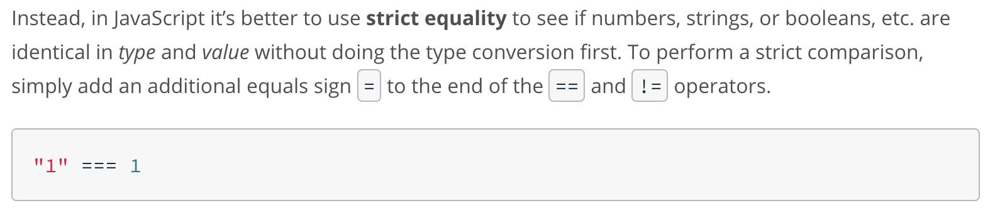 Instead, in JavaScript it’s better to use strict equality to see if numbers, strings, or booleans, etc. are
identical in type and value without doing the type conversion first. To perform a strict comparison,
simply add an additional equals sign = to the end of the == and != operators.
"1" === 1